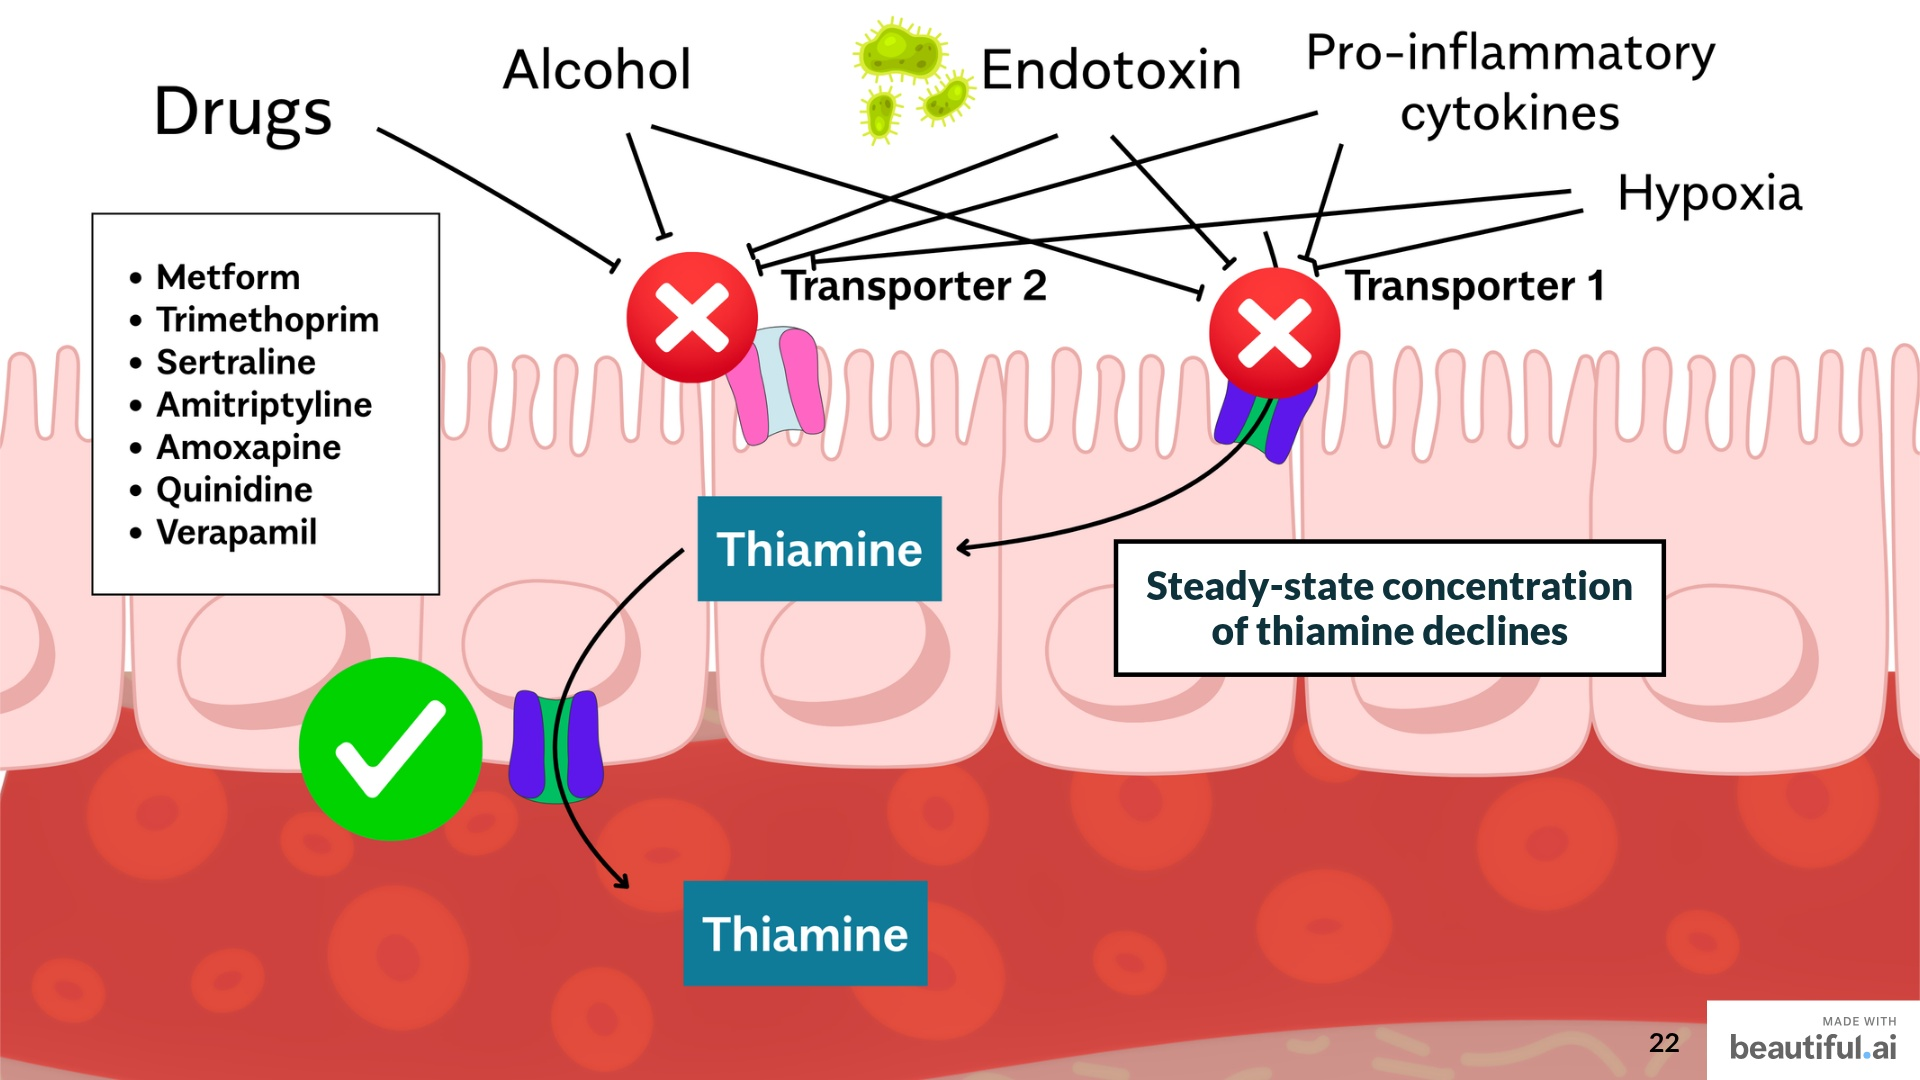 Drugs
Alcohol
Endotoxin
Pro-inflammatory
cytokines
Hypoxia
• Metform
• Trimethoprim
• Sertraline
• Amitriptyline
• Amoxapine
• Quinidine
• Verapamil
Transporter 2
Transporter 1
Thiamine
Steady-state concentration
of thiamine declines
Thiamine
22
MADE WITH
beautiful.ai